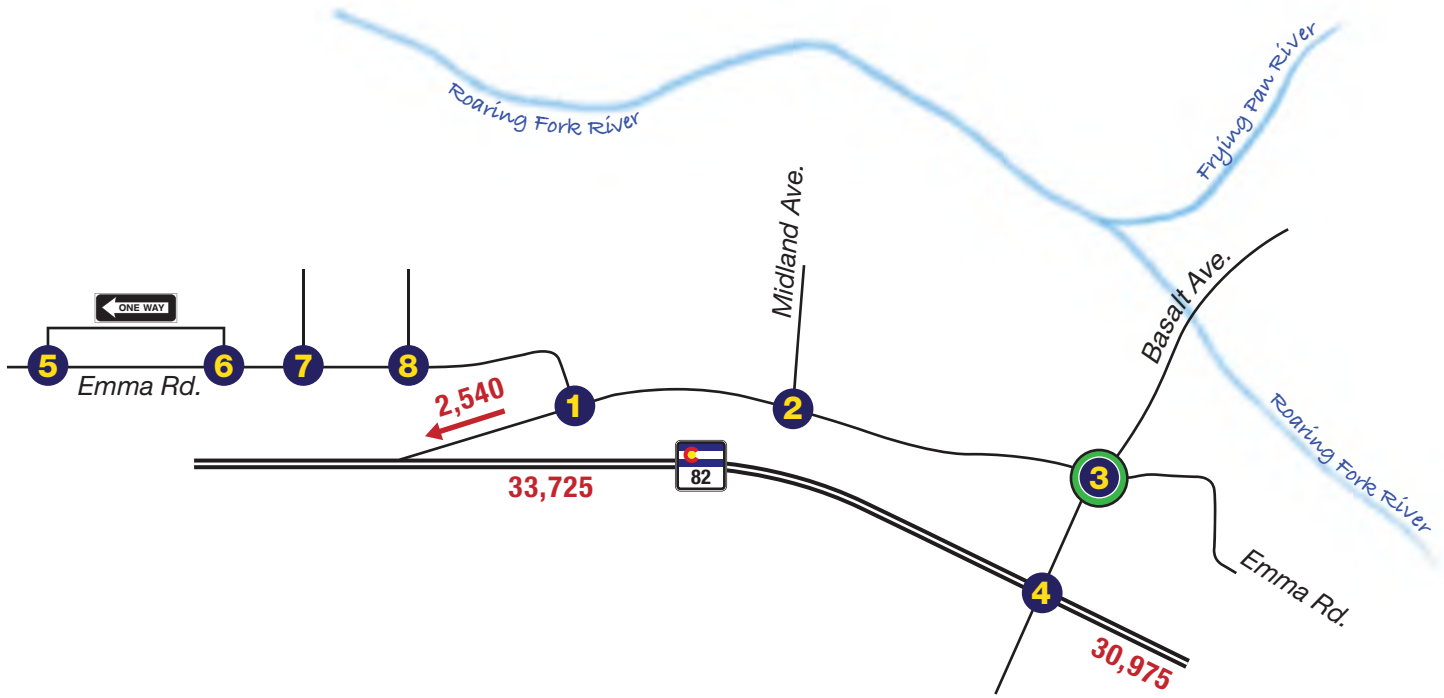 Roaring Fork River
Frying Pan River
Midland Ave.
Basalt Ave.
ONE WAY
5
6
7
8
Emma Rd.
2,540
1
2
Roaring Fork River
82
33,725
3
4
Emma Rd.
30,975